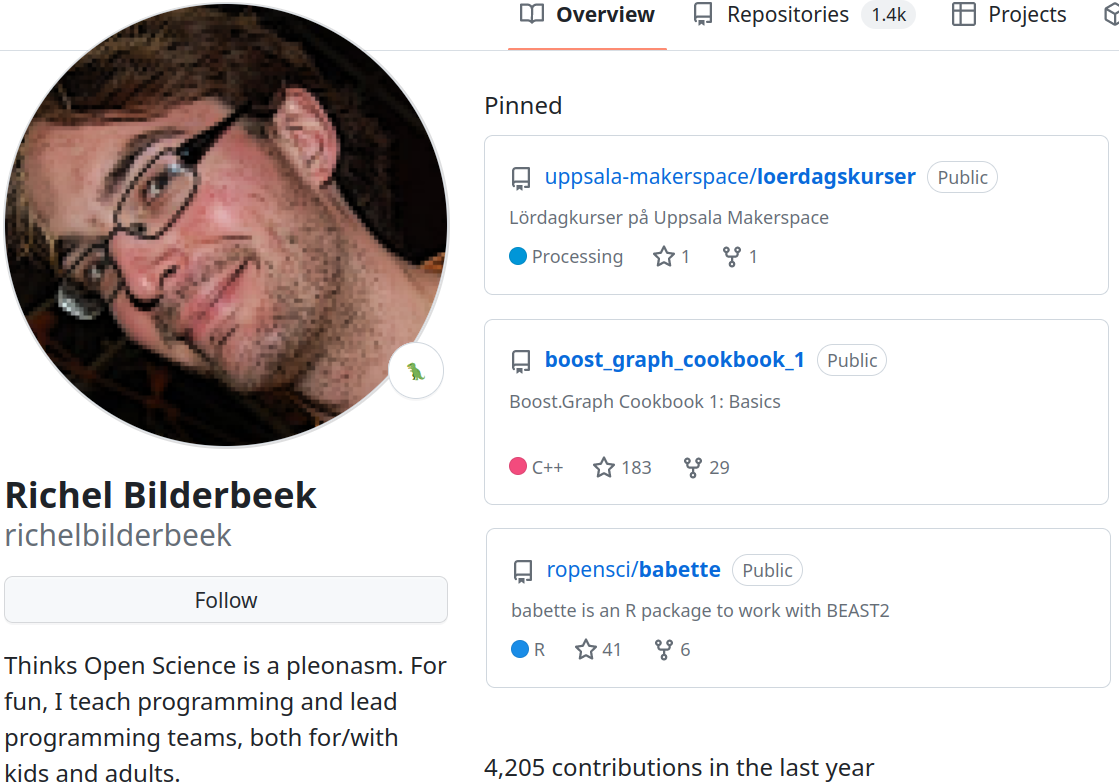 Overview Repositories 1.4k Projects
Pinned
uppsala-makerspace/loerdagskurser Public
Lördagkurser på Uppsala Makerspace
Processing 1 1
boost_graph_cookbook_1 Public
Boost.Graph Cookbook 1: Basics
C++ 183 29
ropensci/babette Public
babette is an R package to work with BEAST2
R 41 6
4,205 contributions in the last year
Richel Bilderbeek
richelbilderbeek
Follow
Thinks Open Science is a pleonasm. For
fun, I teach programming and lead
programming teams, both for/with
kids and adults.